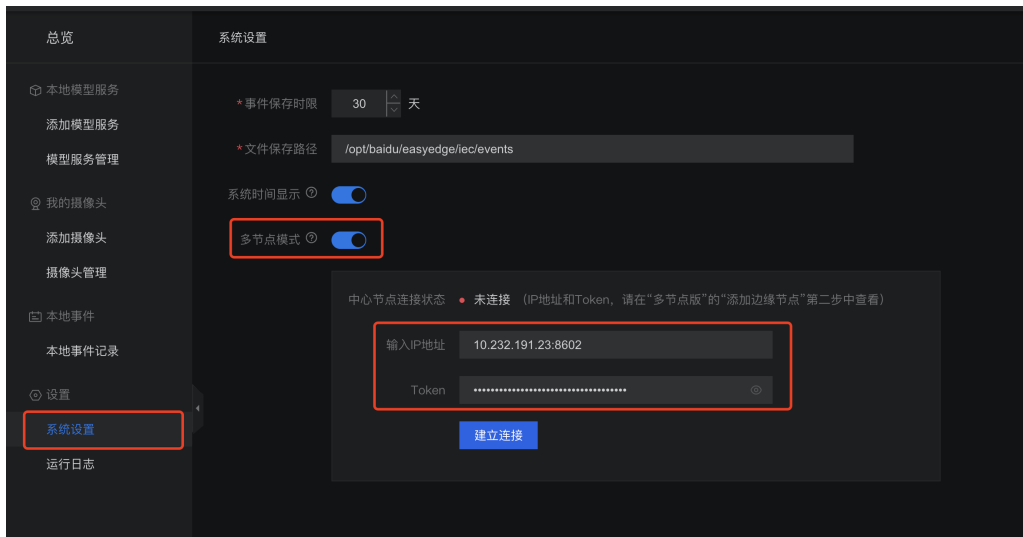 总览
系统设置
本地模型服务
添加模型服务
模型服务管理
我的摄像头
添加摄像头
摄像头管理
本地事件
本地事件记录
设置
系统设置
运行日志
*事件保存时限 30 天
*文件保存路径 /opt/baidu/easyedge/iec/events
系统时间显示
多节点模式
中心节点连接状态 未连接 (IP地址和Token，请在“多节点版”的“添加边缘节点”第二步中查看)
输入IP地址 10.232.191.23:8602
Token ••••••••••••••••••••••••••••••••••
建立连接